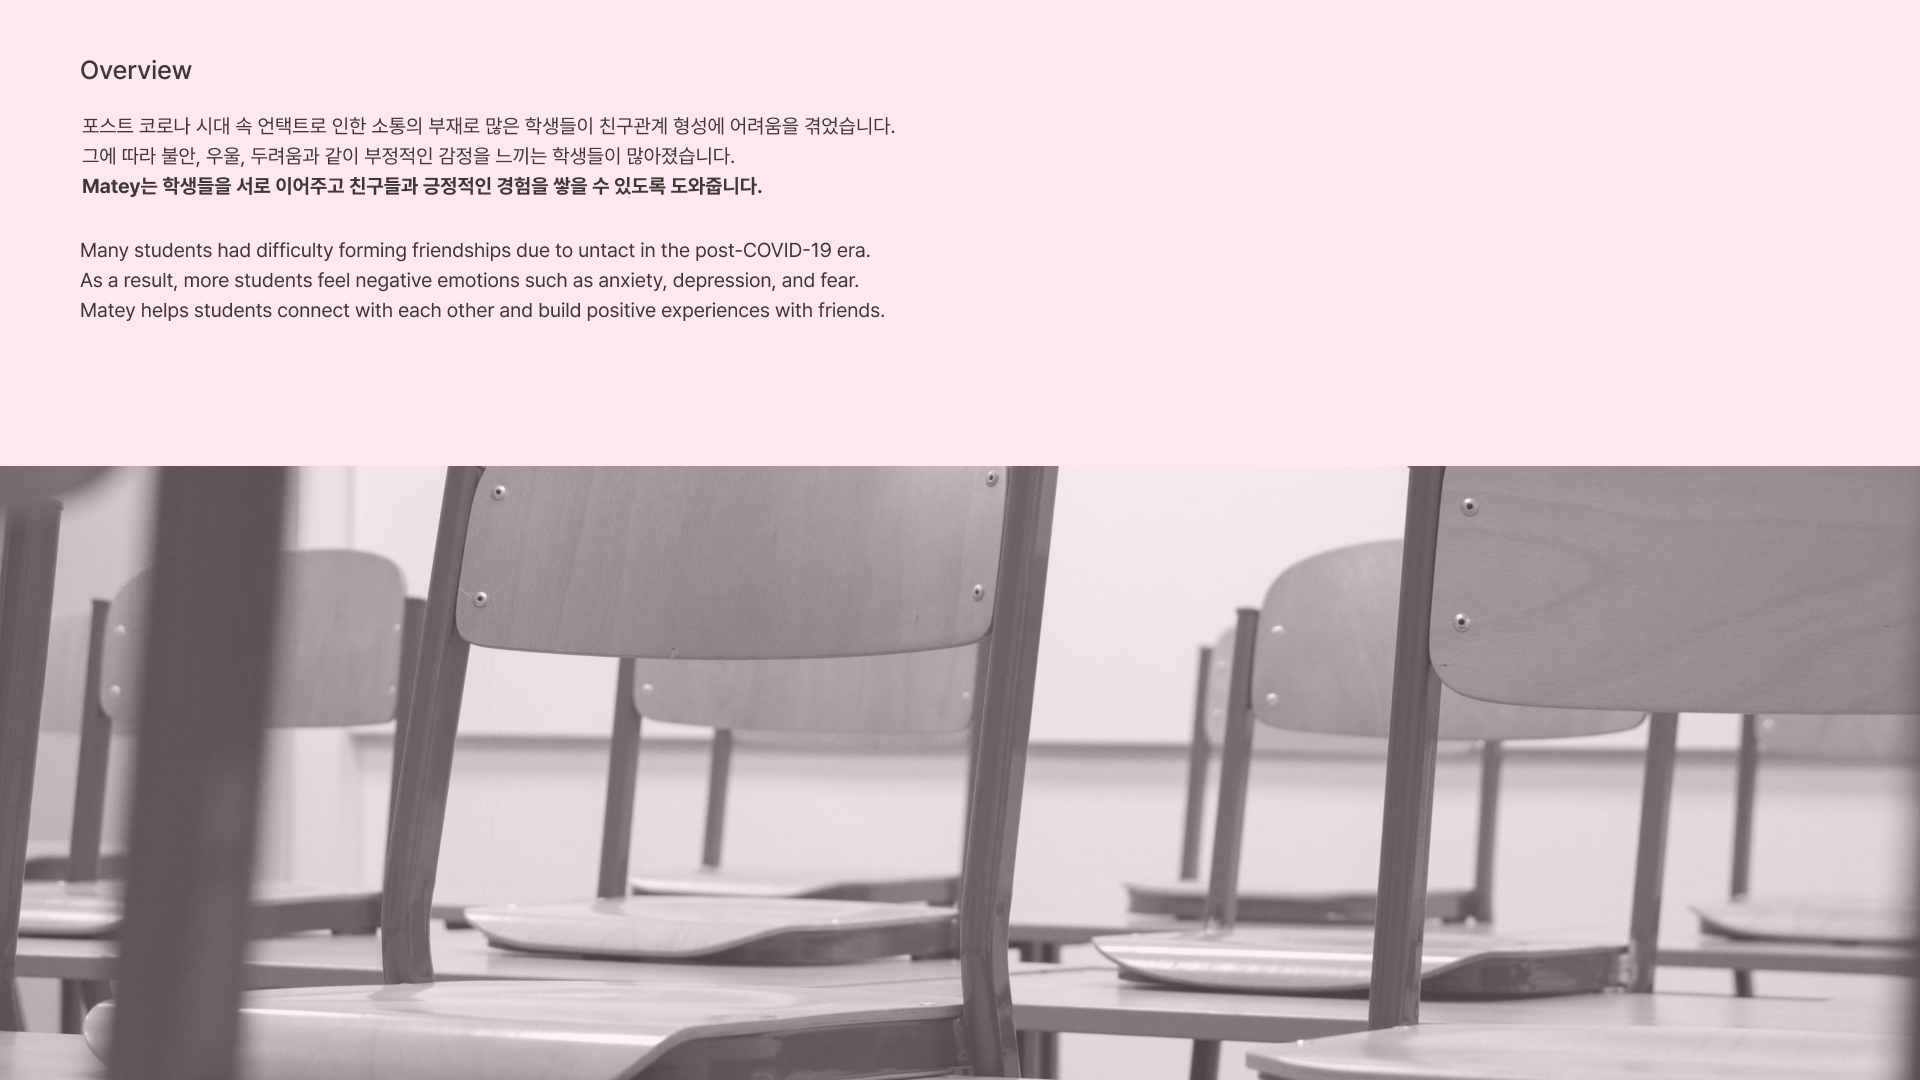 Overview
포스트 코로나 시대 속 언택트로 인한 소통의 부재로 많은 학생들이 친구관계 형성에 어려움을 겪었습니다.
그에 따라 불안, 우울, 두려움과 같이 부정적인 감정을 느끼는 학생들이 많아졌습니다.
Matey는 학생들을 서로 이어주고 친구들과 긍정적인 경험을 쌓을 수 있도록 도와줍니다.
Many students had difficulty forming friendships due to untact in the post-COVID-19 era.
As a result, more students feel negative emotions such as anxiety, depression, and fear.
Matey helps students connect with each other and build positive experiences with friends.